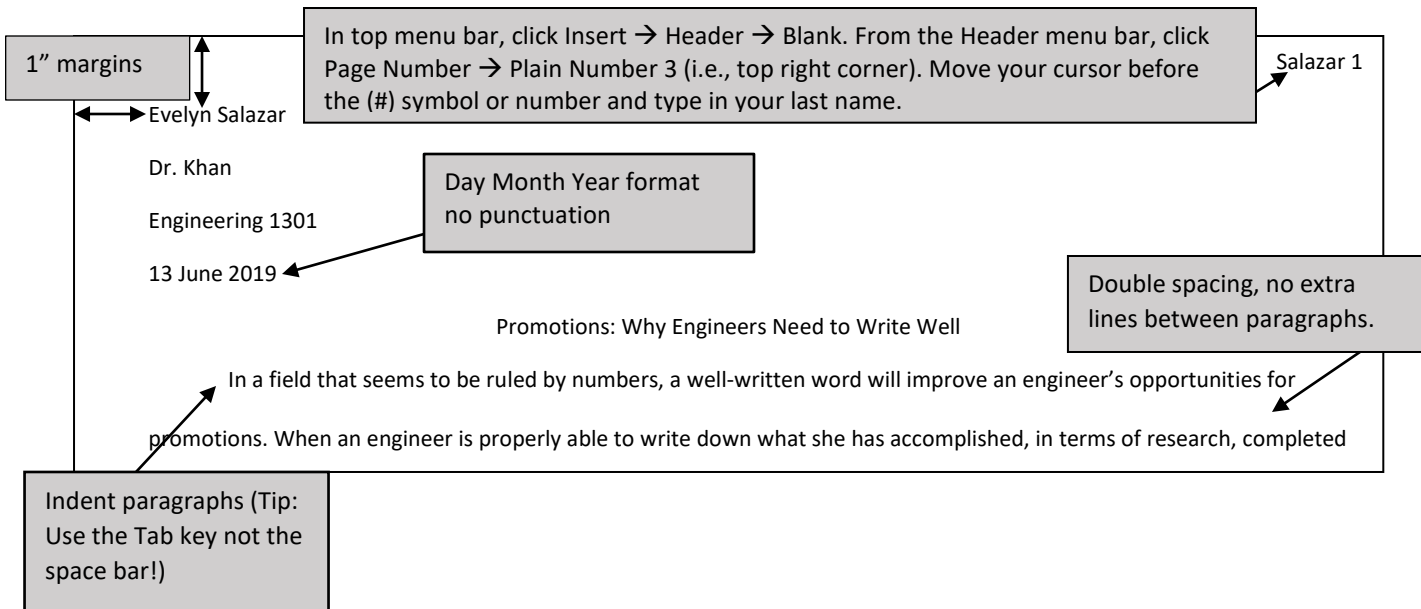 In top menu bar, click Insert → Header → Blank. From the Header menu bar, click
Page Number → Plain Number 3 (i.e., top right corner). Move your cursor before
the (#) symbol or number and type in your last name.
1” margins
Salazar 1
Evelyn Salazar
Dr. Khan
Engineering 1301
13 June 2019
Day Month Year format
no punctuation
Double spacing, no extra
lines between paragraphs.
Promotions: Why Engineers Need to Write Well
In a field that seems to be ruled by numbers, a well-written word will improve an engineer’s opportunities for
promotions. When an engineer is properly able to write down what she has accomplished, in terms of research, completed
Indent paragraphs (Tip:
Use the Tab key not the
space bar!)